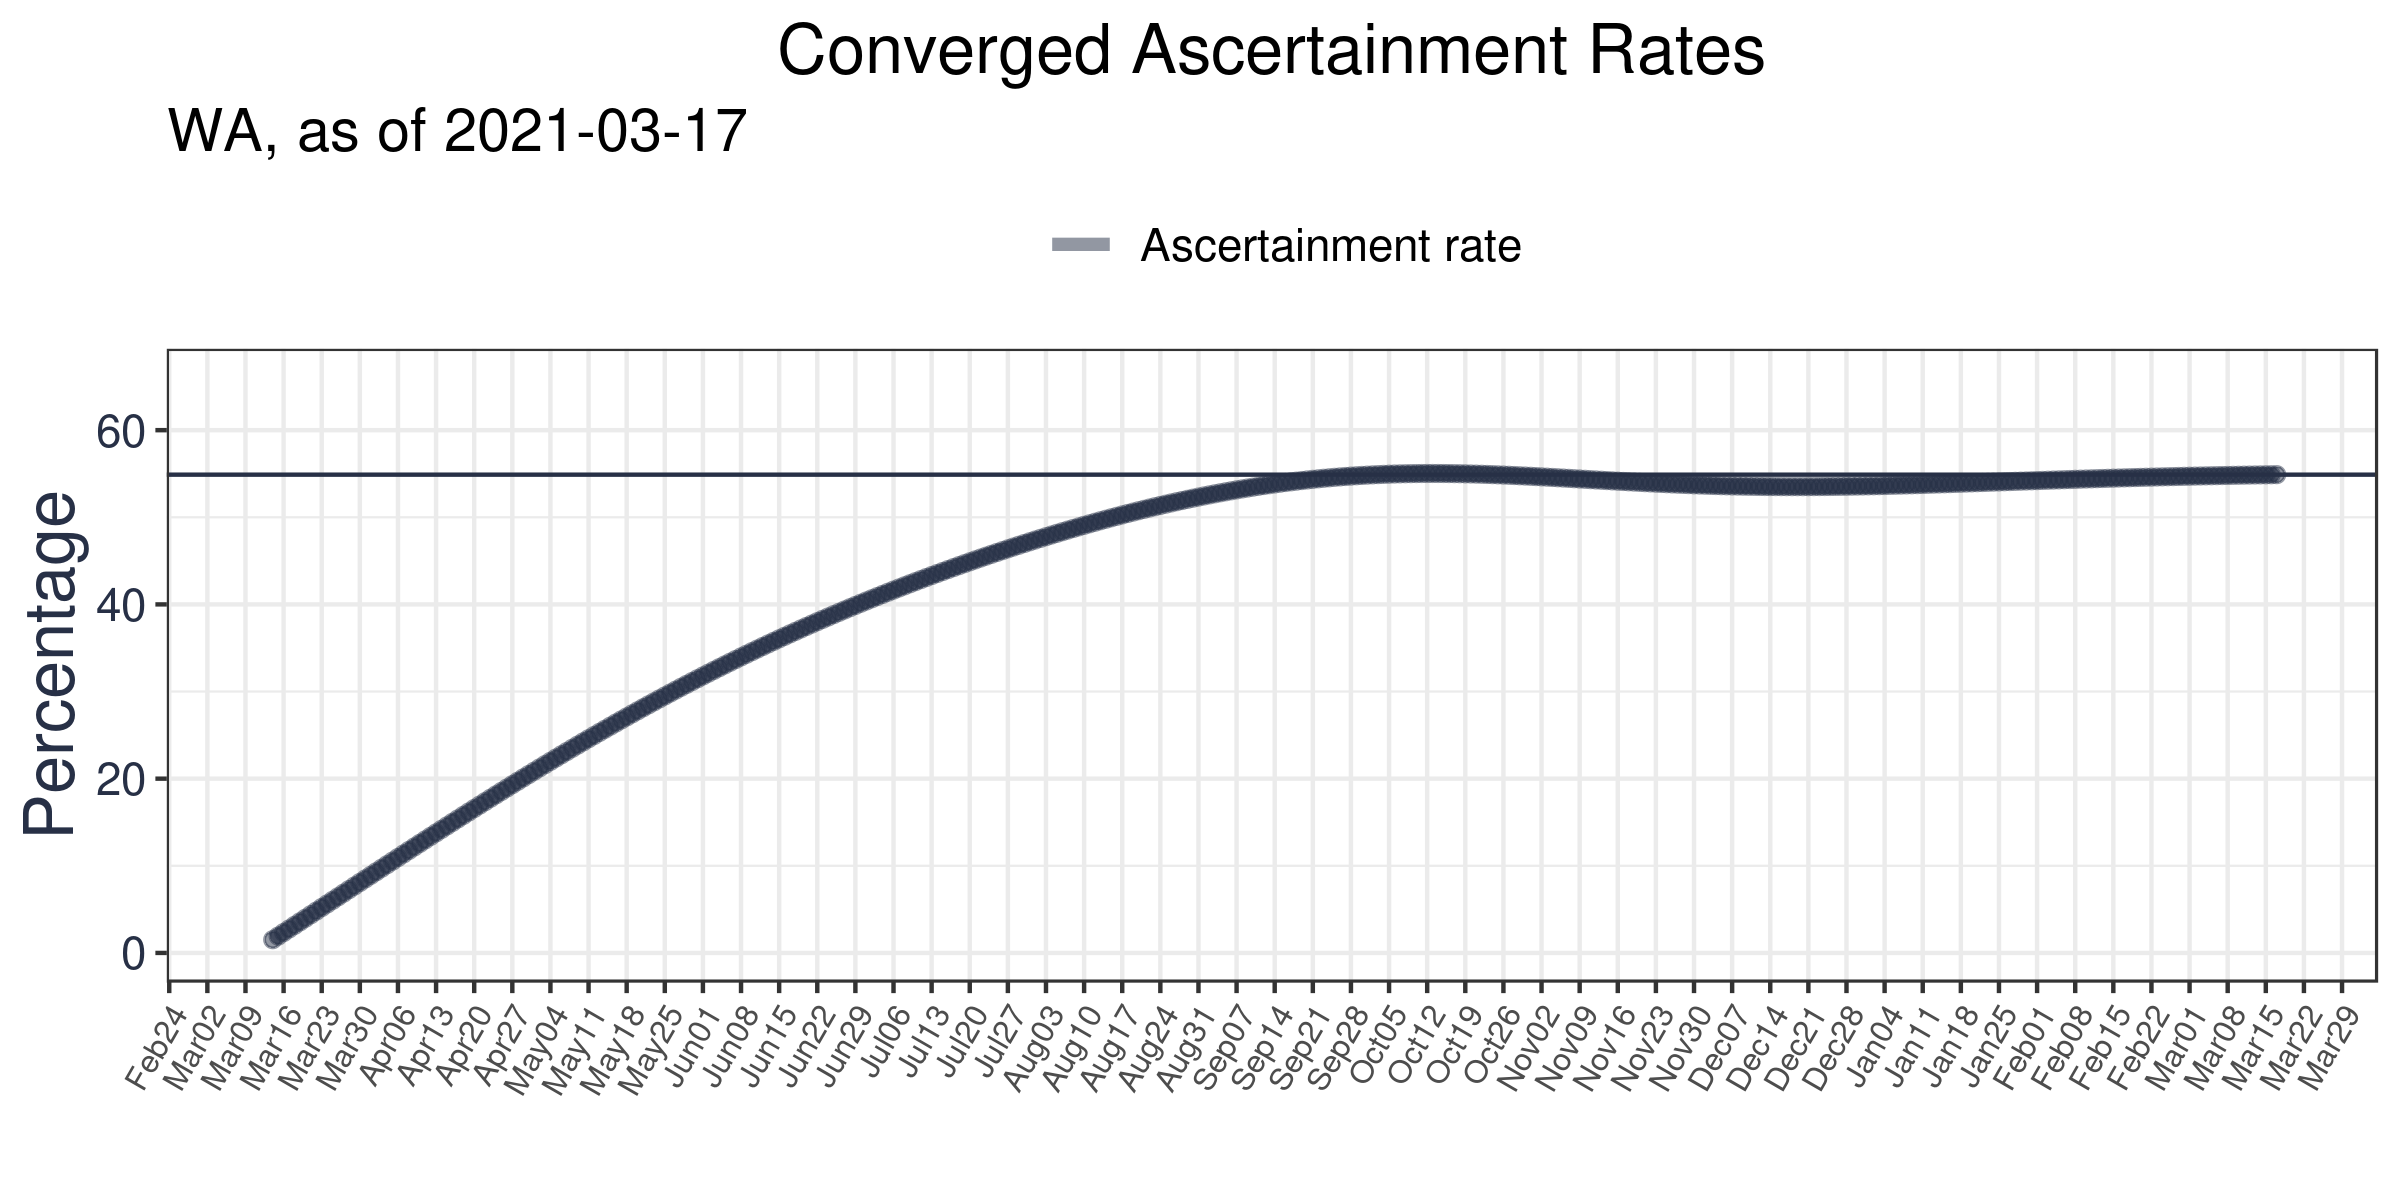 Converged Ascertainment Rates
WA, as of 2021-03-17
Ascertainment rate
Percentage
60
40
20
0
Feb24
Mar02
Mar09
Mar16
Mar23
Mar30
Apr06
Apr13
Apr20
Apr27
May04
May11
May18
May25
Jun01
Jun08
Jun15
Jun22
Jun29
Jul06
Jul13
Jul20
Jul27
Aug03
Aug10
Aug17
Aug24
Aug31
Sep07
Sep14
Sep21
Sep28
Oct05
Oct12
Oct19
Oct26
Nov02
Nov09
Nov16
Nov23
Nov30
Dec07
Dec14
Dec21
Dec28
Jan04
Jan11
Jan18
Jan25
Feb01
Feb08
Feb15
Feb22
Mar01
Mar08
Mar15
Mar22
Mar29